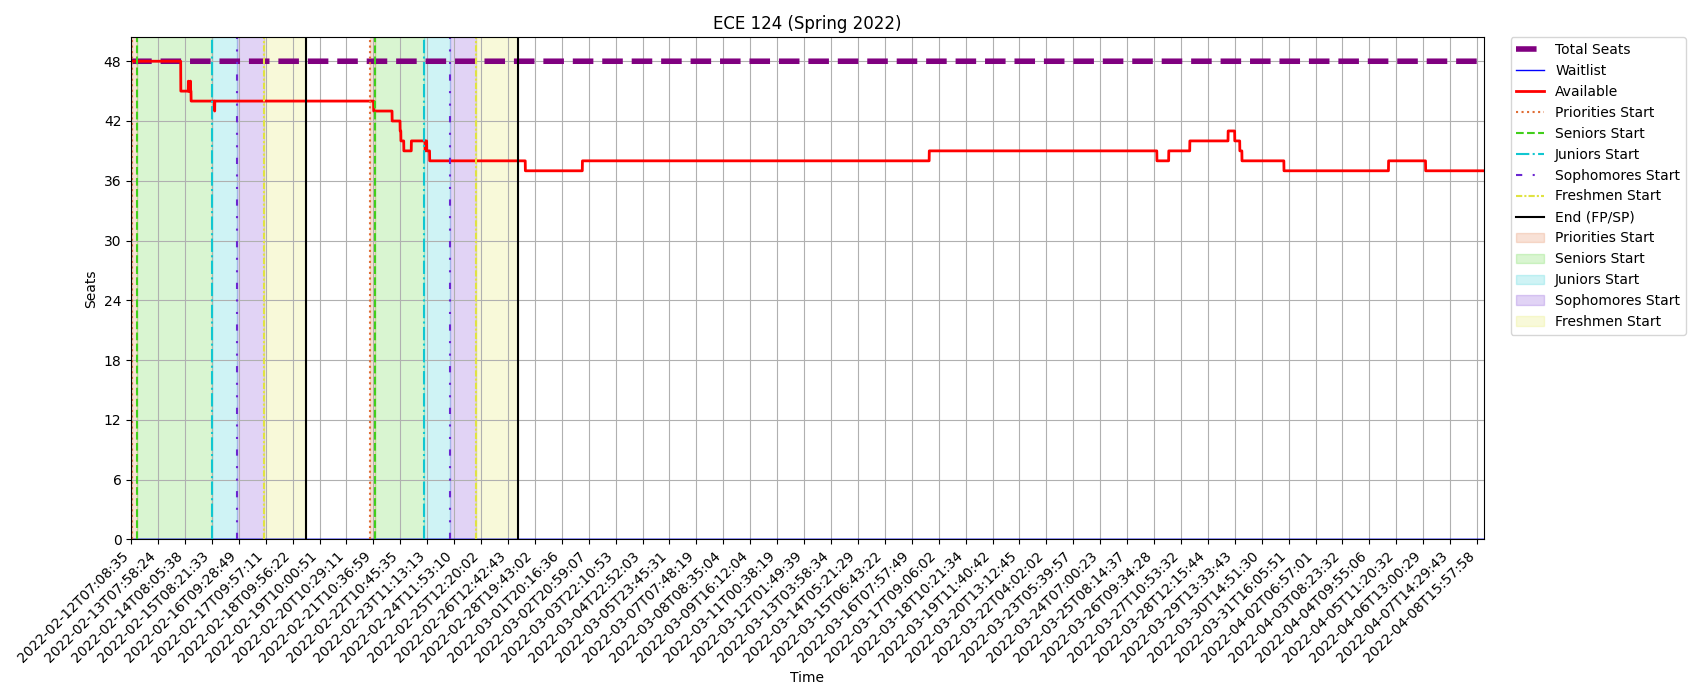 ECE 124 (Spring 2022)
Seats
48
42
36
30
24
18
12
6
0
2022-02-12T7:08:35
2022-02-13T7:58:24
2022-02-14T08:05:38
2022-02-15T08:21:33
2022-02-16T09:28:49
2022-02-17T09:57:11
2022-02-18T09:56:22
2022-02-19T10:00:51
2022-02-20T10:29:11
2022-02-21T10:36:59
2022-02-22T10:45:35
2022-02-23T11:13:13
2022-02-24T11:53:10
2022-02-25T12:20:02
2022-02-26T12:42:43
2022-02-28T19:43:02
2022-03-01T20:16:36
2022-03-02T20:59:07
2022-03-03T22:10:53
2022-03-04T22:52:03
2022-03-05T23:45:31
2022-03-07T07:48:19
2022-03-08T08:35:04
2022-03-09T16:12:04
2022-03-11T00:38:19
2022-03-12T01:49:39
2022-03-13T03:58:34
2022-03-14T05:21:29
2022-03-15T06:43:22
2022-03-16T07:57:49
2022-03-17T09:06:02
2022-03-18T10:21:34
2022-03-19T11:40:42
2022-03-20T13:12:45
2022-03-22T04:02:02
2022-03-23T05:39:57
2022-03-24T07:00:23
2022-03-25T08:14:37
2022-03-26T09:34:28
2022-03-27T10:53:32
2022-03-28T12:15:44
2022-03-29T13:33:43
2022-03-30T14:51:30
2022-03-31T16:05:51
2022-04-02T06:57:01
2022-04-03T08:23:32
2022-04-04T09:55:06
2022-04-05T11:20:32
2022-04-06T13:00:29
2022-04-07T14:29:43
2022-04-08T15:57:58
Time
Total Seats
Waitlist
Available
Priorities Start
Seniors Start
Juniors Start
Sophomores Start
Freshmen Start
End (FP/SP)
Priorities Start
Seniors Start
Juniors Start
Sophomores Start
Freshmen Start